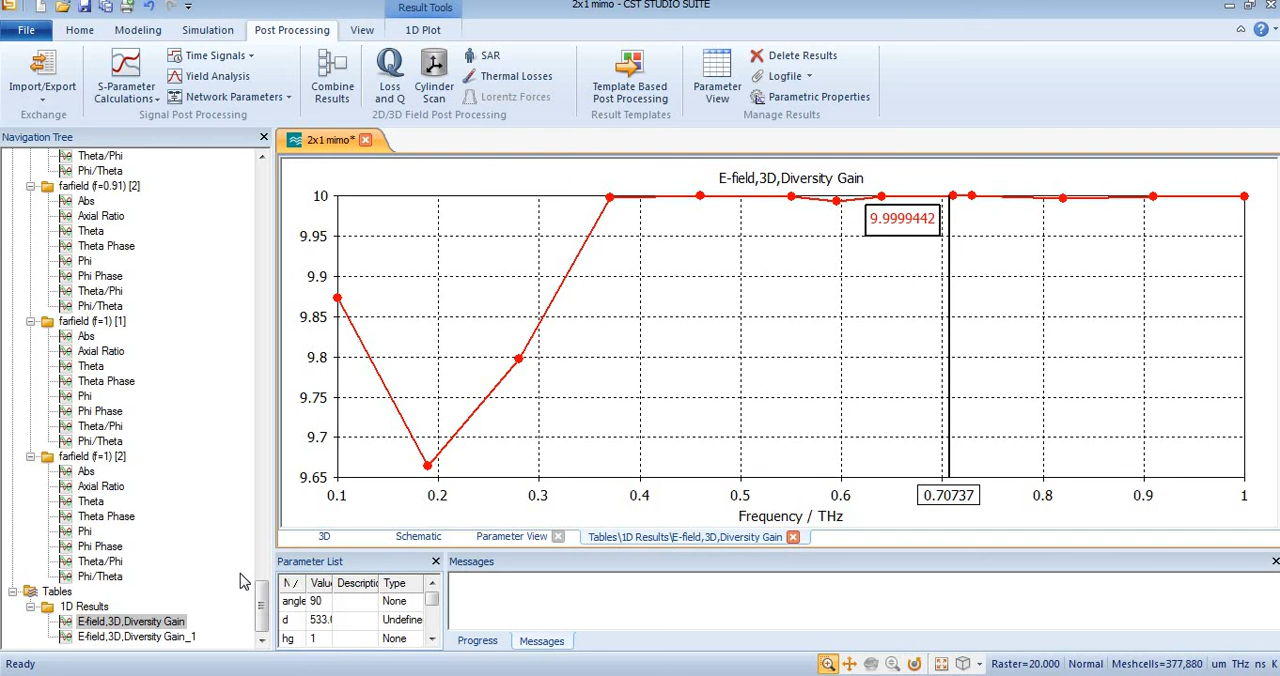 Result Tools
2x1 mimo - CST STUDIO SUITE
File Home Modeling Simulation Post Processing View 1D Plot
Import/Export
S-Parameter Calculations
Time Signals
Yield Analysis
Network Parameters
Combine Results
Loss and Q
Cylinder Scan
SAR
Thermal Losses
Lorentz Forces
Template Based Post Processing
Parameter View
Delete Results
Logfile
Parametric Properties
Exchange
Signal Post Processing
2D/3D Field Post Processing
Result Templates
Manage Results
Navigation Tree
Theta/Phi
Phi/Theta
farfield (f=0.91) [2]
Abs
Axial Ratio
Theta
Theta Phase
Phi
Phi Phase
Theta/Phi
Phi/Theta
farfield (f=1) [1]
Abs
Axial Ratio
Theta
Theta Phase
Phi
Phi Phase
Theta/Phi
Phi/Theta
farfield (f=1) [2]
Abs
Axial Ratio
Theta
Theta Phase
Phi
Phi Phase
Theta/Phi
Phi/Theta
Tables
1D Results
E-field,3D,Diversity Gain
E-field,3D,Diversity Gain_1
2x1 mimo*
E-field,3D,Diversity Gain
10
9.95
9.9
9.85
9.8
9.75
9.7
9.65
9.9999442
0.1 0.2 0.3 0.4 0.5 0.6 0.70737 0.8 0.9 1
Frequency / THz
3D Schematic Parameter View Tables\1D Results\E-field,3D,Diversity Gain
Parameter List
Type
angle 90 None
d
hg 1 None
Messages
Progress Messages
Ready
Raster=20.000 Normal Meshcells=377,880 um THz ns K